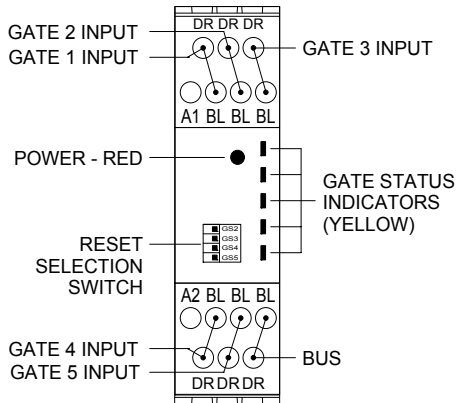 DR DR DR
GATE 2 INPUT
GATE 1 INPUT
GATE 3 INPUT
A1 BL BL BL
POWER - RED
GATE STATUS
INDICATORS
(YELLOW)
GS2
GS3
GS4
GS5
RESET
SELECTION
SWITCH
A2 BL BL BL
GATE 4 INPUT
GATE 5 INPUT
BUS
DR DR DR